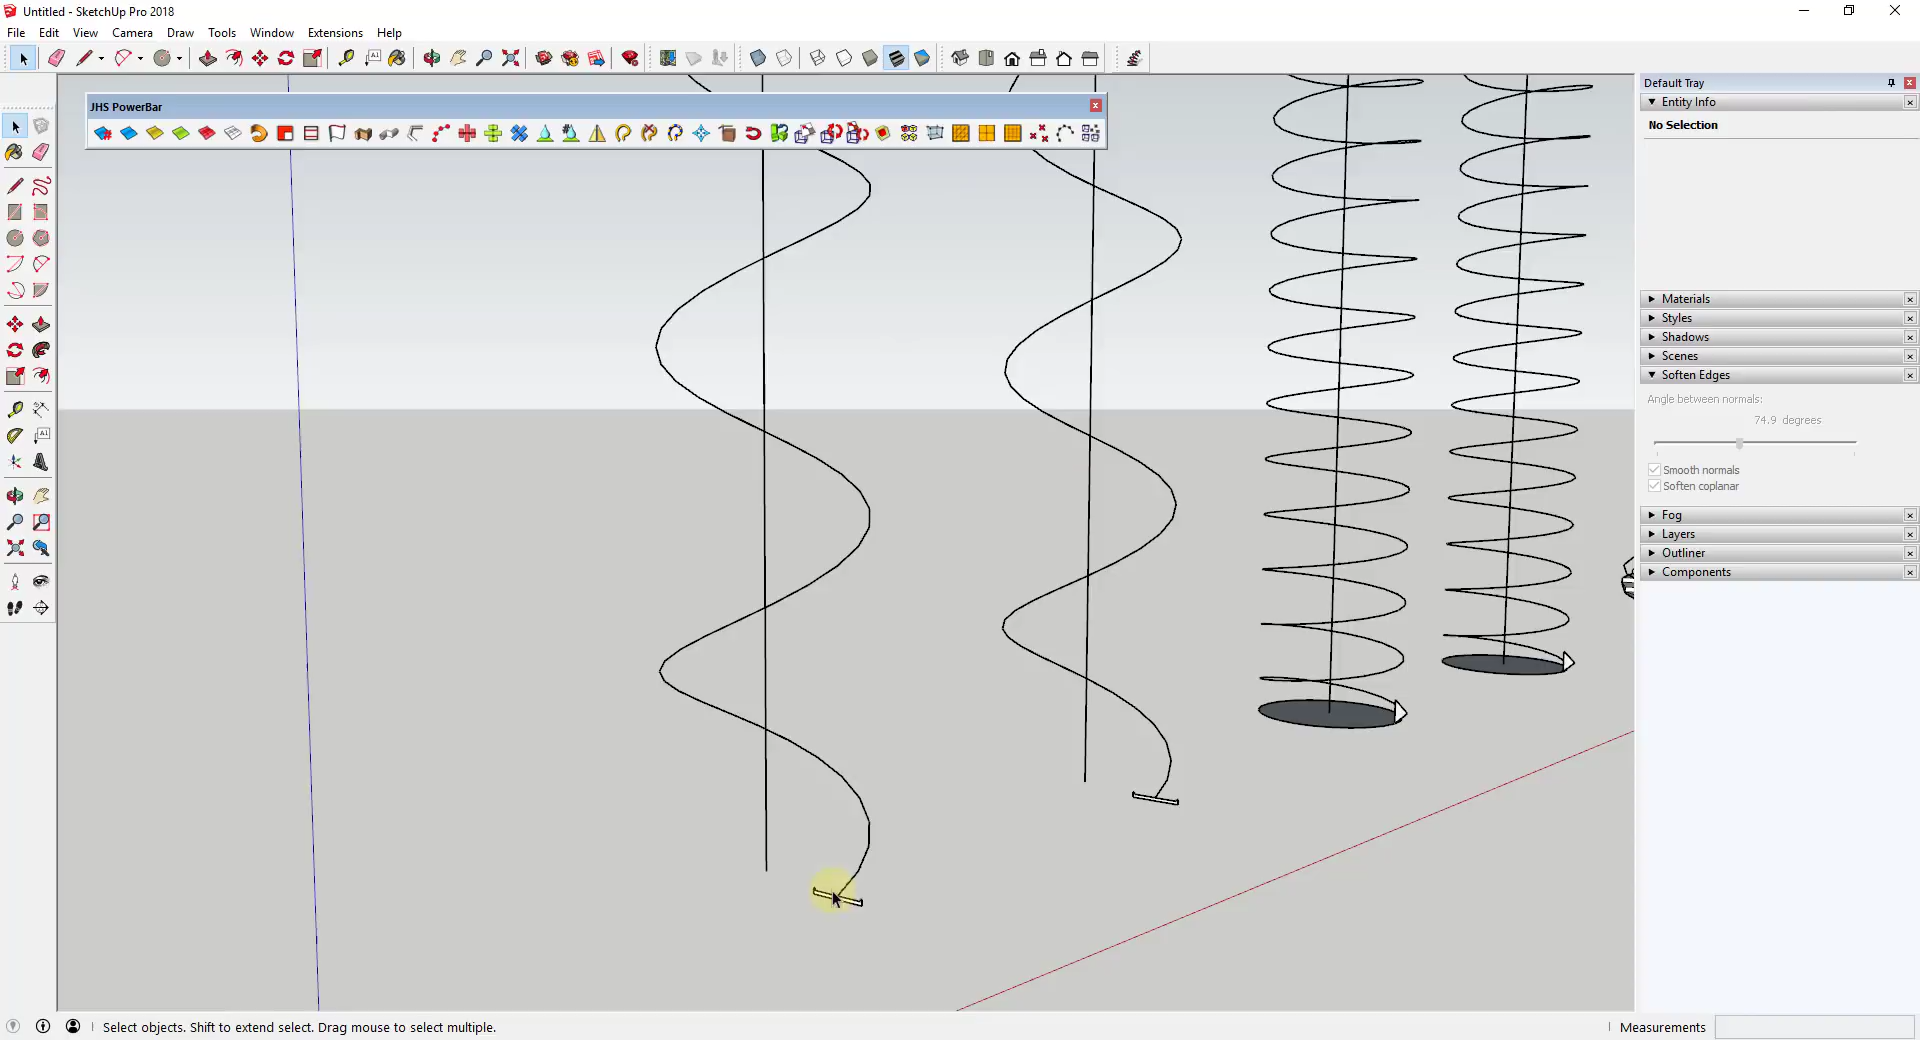 Untitled - SketchUp Pro 2018
File Edit View Camera Draw Tools Window Extensions Help
JHS PowerBar
Default Tray
Entity Info
No Selection
Materials
Styles
Shadows
Scenes
Soften Edges
Angle between normals:
74.9 degrees
Smooth normals
Soften coplanar
Fog
Layers
Outliner
Components
Select objects. Shift to extend select. Drag mouse to select multiple.
Measurements